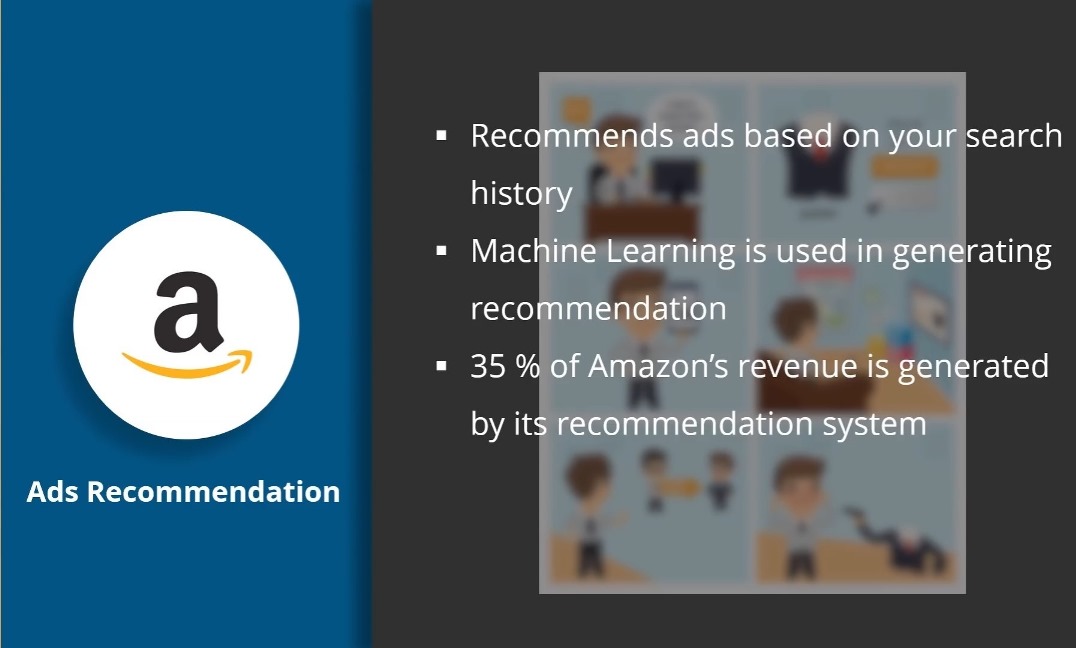 Recommends ads based on your search
history
Machine Learning is used in generating
recommendation
35 % of Amazon’s revenue is generated
by its recommendation system
a
Ads Recommendation